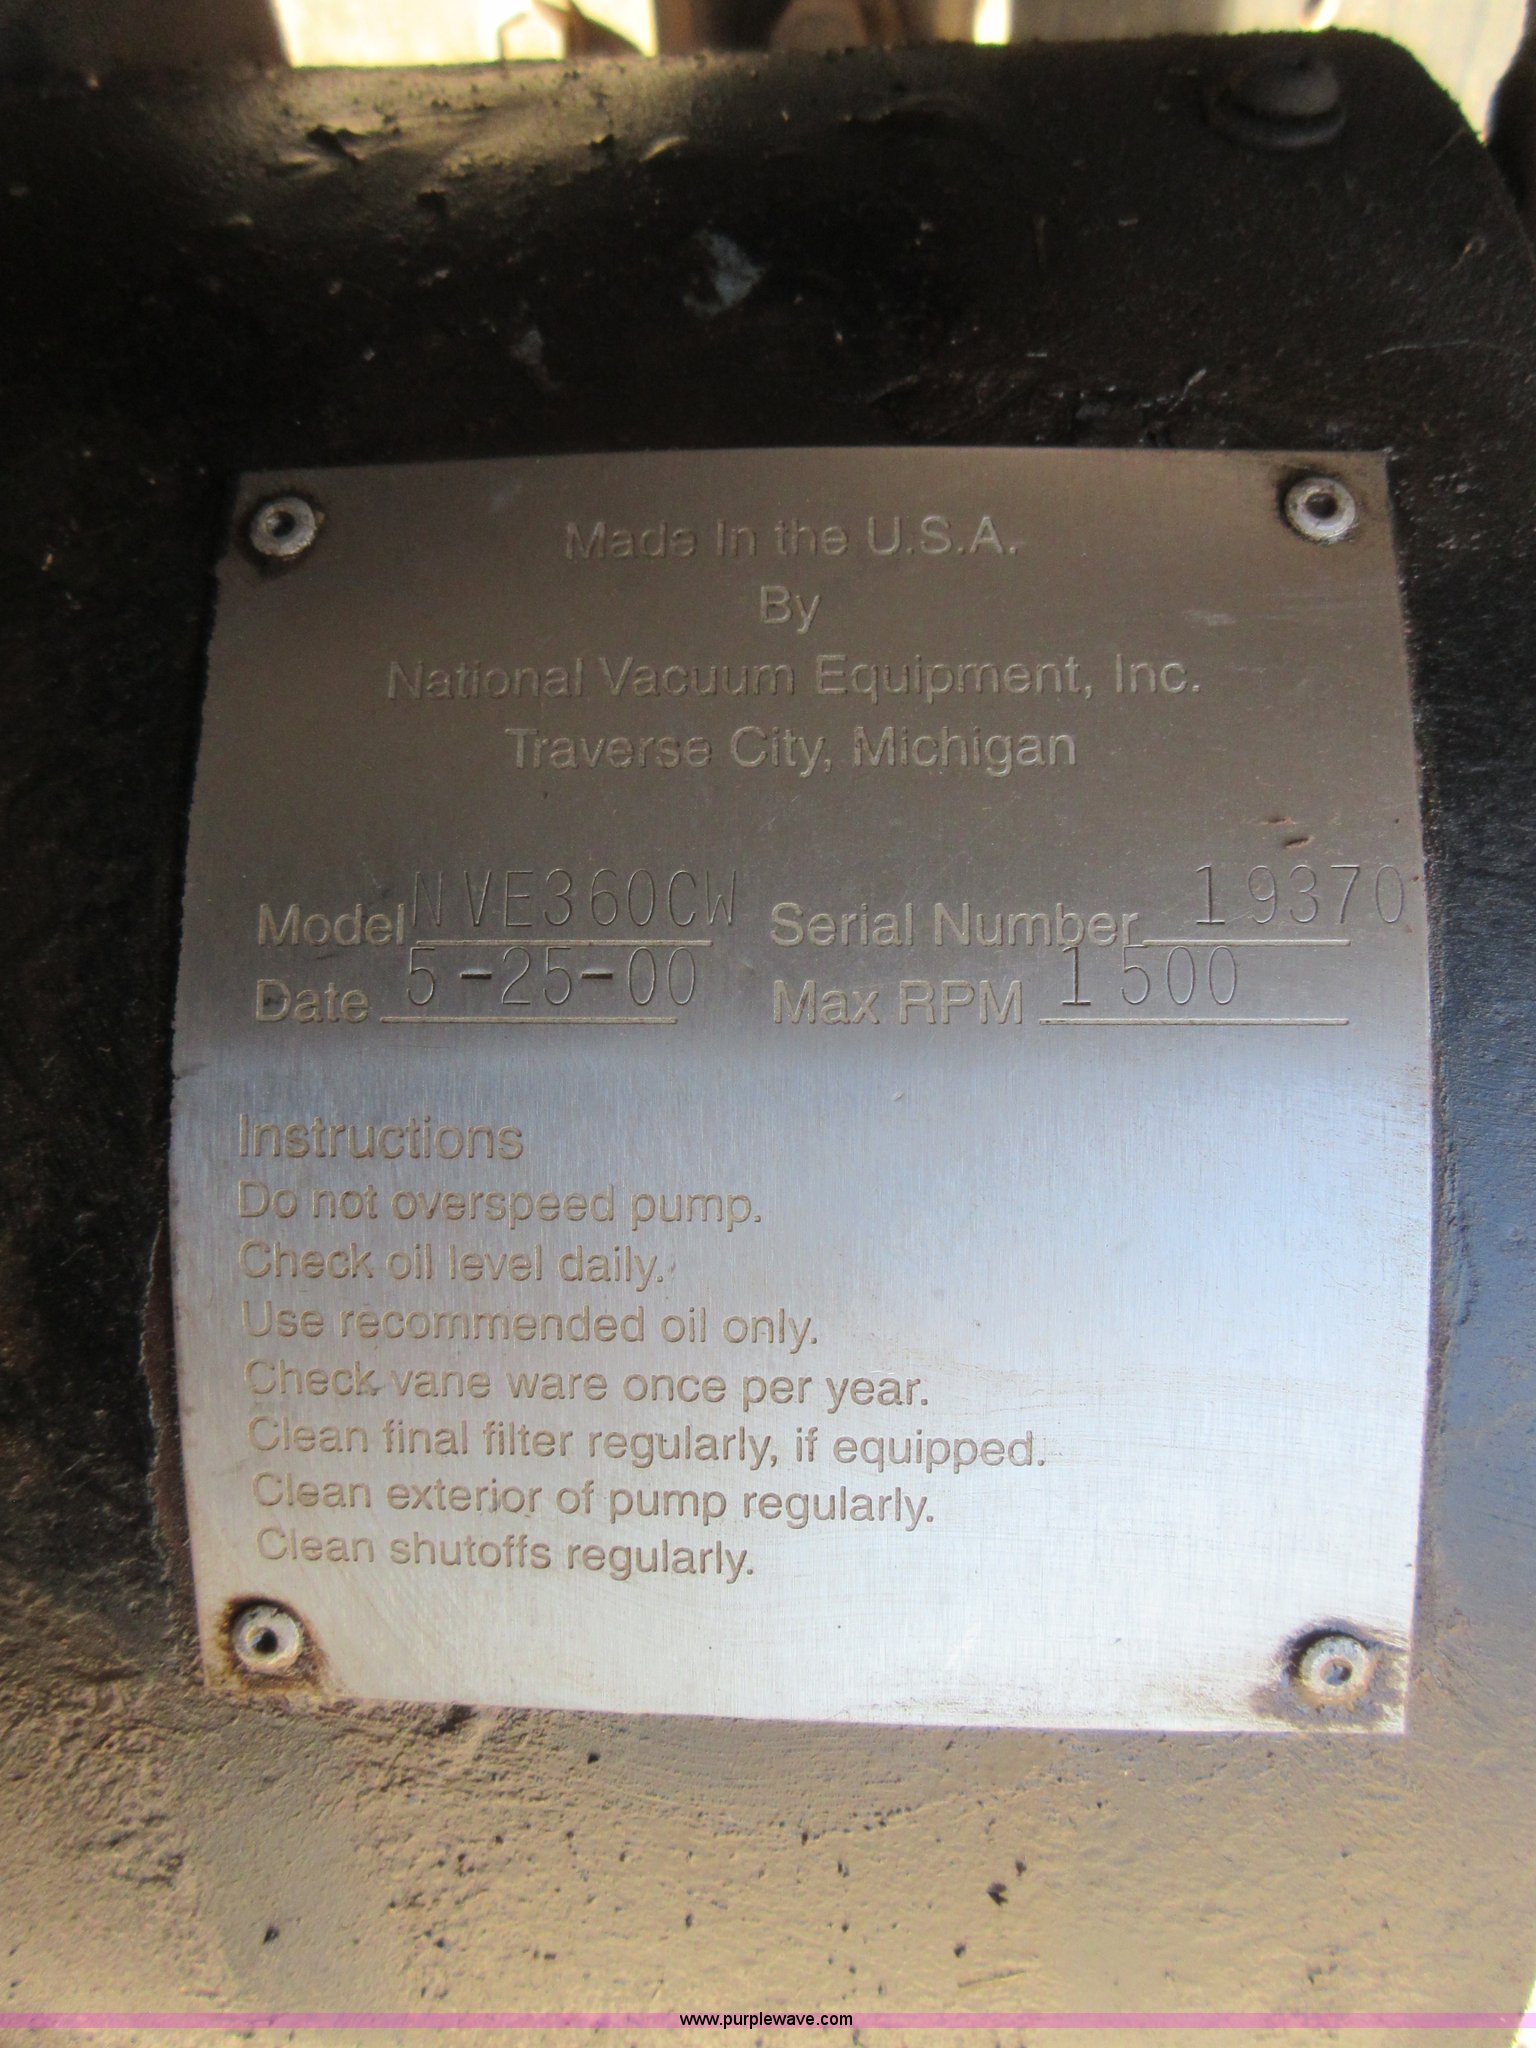 Made In the U.S.A.
By
National Vacuum Equipment, Inc.
Traverse City, Michigan
Model NVE360CW Serial Number 19370
Date 5-25-00 Max RPM 1500
Instructions
Do not overspeed pump.
Check oil level daily.
Use recommended oil only.
Check vane ware once per year.
Clean final filter regularly, if equipped.
Clean exterior of pump regularly.
Clean shutoffs regularly.
www.purplewave.com